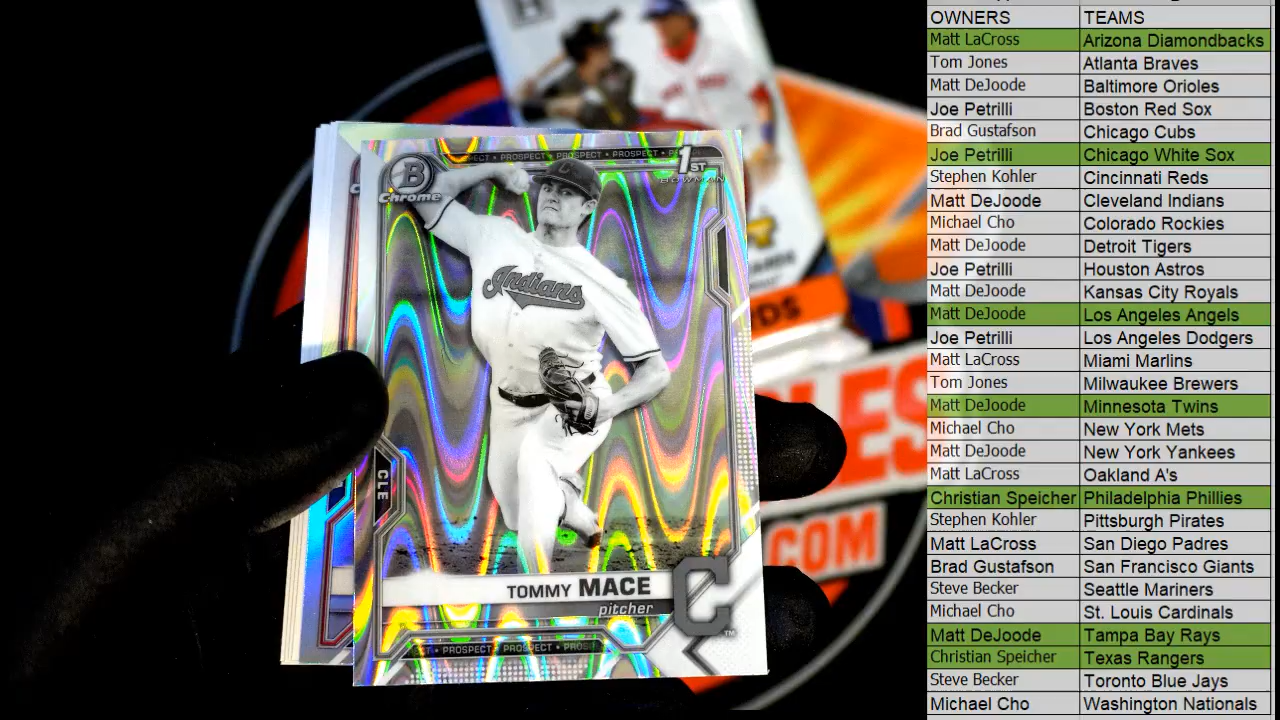 PROSPECT • PROSPECT • PROSPECT
1ST
BOWMAN
B
Chrome
Indians
CLE
TOMMY MACE
pitcher
C
TM
PROSPECT • PROSPECT
LES
.COM
OWNERS TEAMS
Matt LaCross Arizona Diamondbacks
Tom Jones Atlanta Braves
Matt DeJoode Baltimore Orioles
Joe Petrilli Boston Red Sox
Brad Gustafson Chicago Cubs
Joe Petrilli Chicago White Sox
Stephen Kohler Cincinnati Reds
Matt DeJoode Cleveland Indians
Michael Cho Colorado Rockies
Matt DeJoode Detroit Tigers
Joe Petrilli Houston Astros
Matt DeJoode Kansas City Royals
Matt DeJoode Los Angeles Angels
Joe Petrilli Los Angeles Dodgers
Matt LaCross Miami Marlins
Tom Jones Milwaukee Brewers
Matt DeJoode Minnesota Twins
Michael Cho New York Mets
Matt DeJoode New York Yankees
Matt LaCross Oakland A's
Christian Speicher Philadelphia Phillies
Stephen Kohler Pittsburgh Pirates
Matt LaCross San Diego Padres
Brad Gustafson San Francisco Giants
Steve Becker Seattle Mariners
Michael Cho St. Louis Cardinals
Matt DeJoode Tampa Bay Rays
Christian Speicher Texas Rangers
Steve Becker Toronto Blue Jays
Michael Cho Washington Nationals